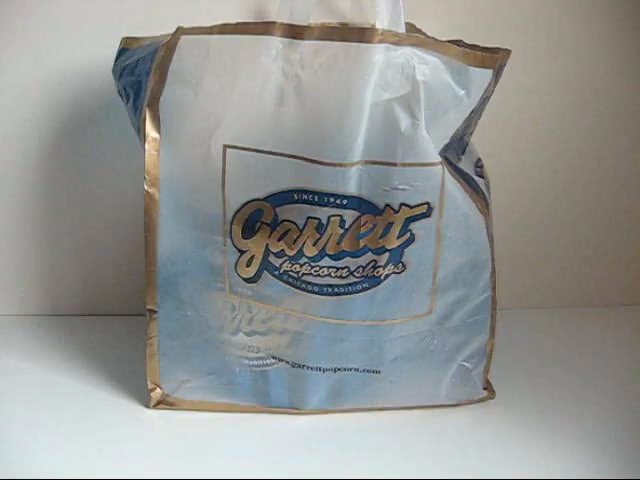 SINCE 1949
Garrett
popcorn shops
A CHICAGO TRADITION
www.garrettpopcorn.com